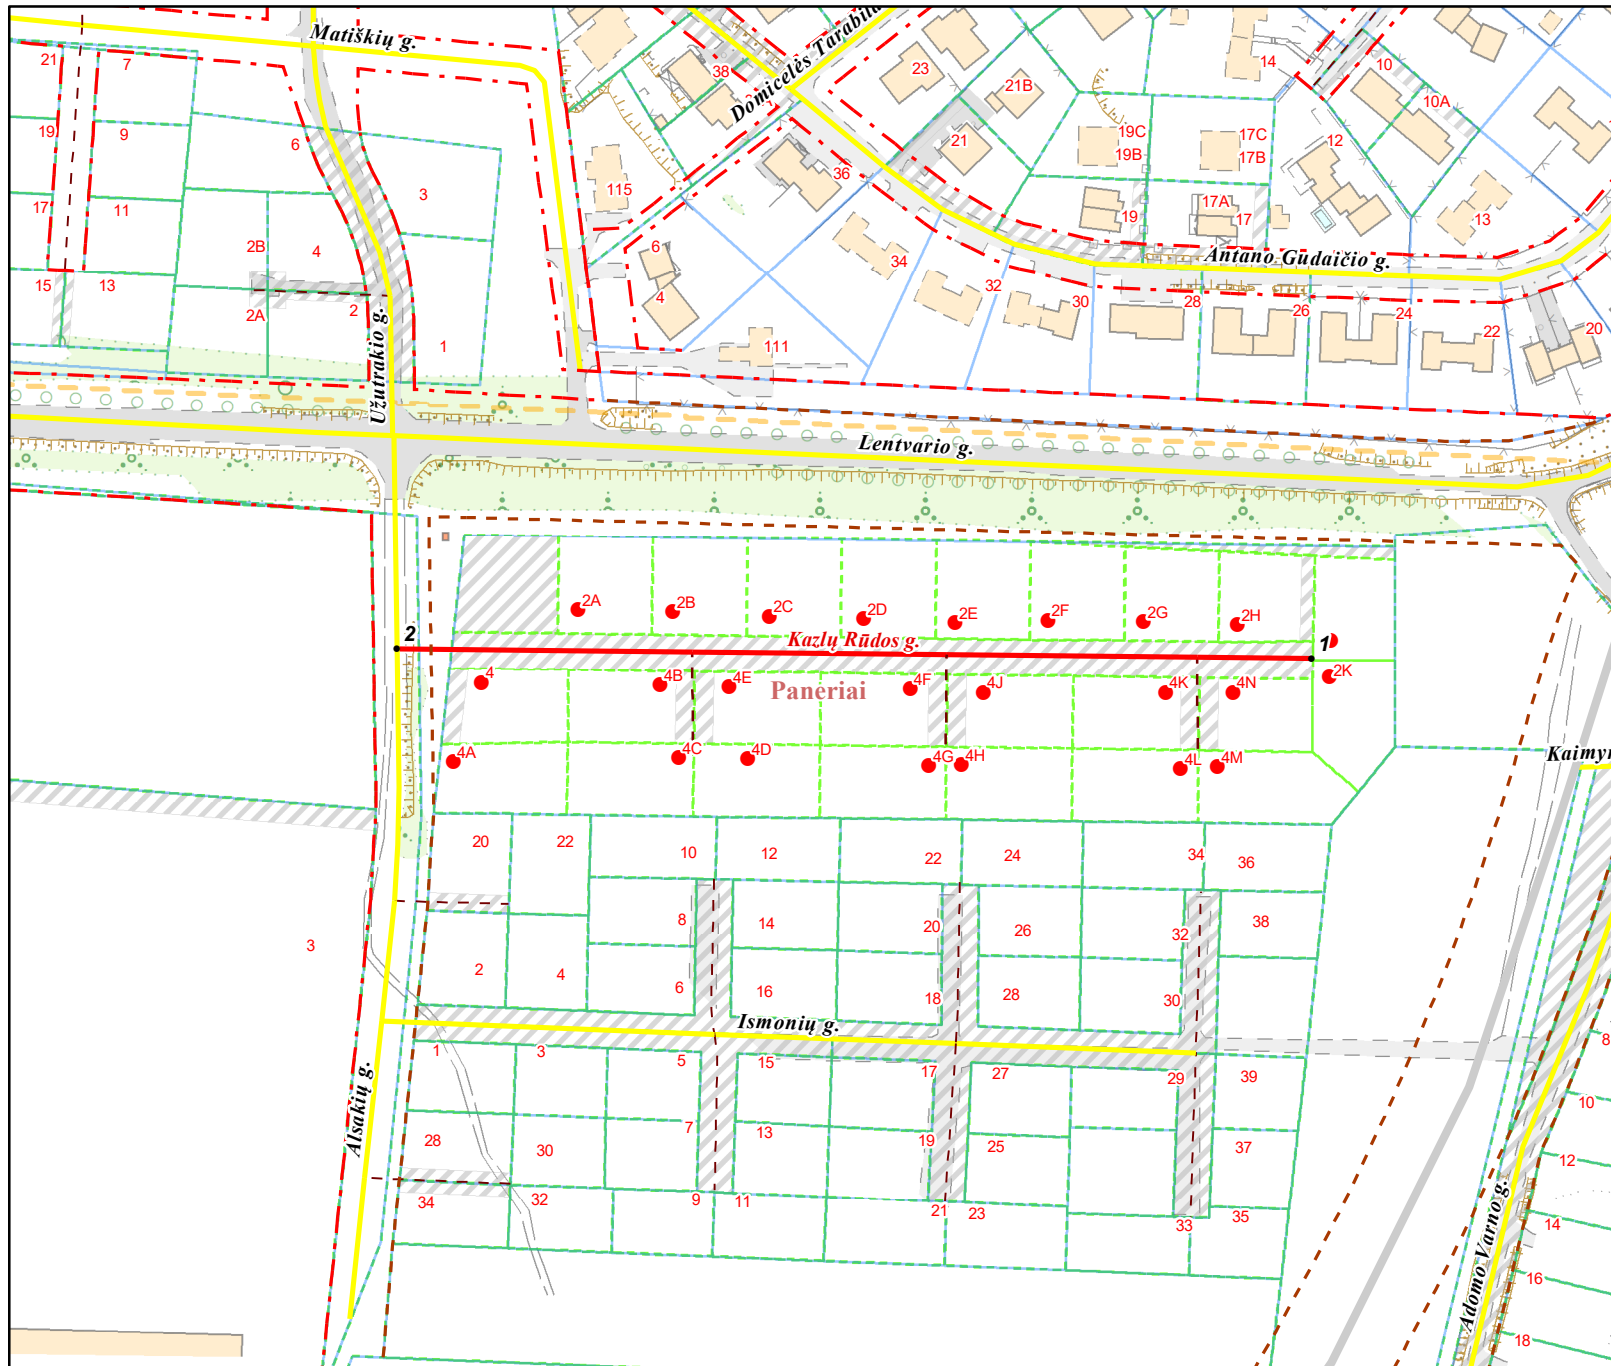 Matiškių g.
Domicelės Tarabild
21
7
38
23
21B
14
10
10A
19
9
6
3
21
19C
19B
17C
17B
12
17
11
115
36
17A
19
17
13
2B
4
6
34
Antano Gudaičio g.
15
13
2A
2
4
32
30
28
26
24
22
20
1
111
Užutrakio g.
Lentvario g.
2A
2B
2C
2D
2E
2F
2G
2H
2
Kazlų Rūdos g.
1
4
4B
4E
Paneriai
4F
4J
4K
4N
2K
4A
4C
4D
4G
4H
4L
4M
Kaimyn
20
22
10
12
22
24
34
36
8
14
20
26
32
38
3
2
4
6
16
18
28
30
Ismonių g.
1
3
5
15
17
27
29
39
8
10
Alsakių g.
28
30
7
13
19
25
37
12
34
32
9
11
21
23
33
35
14
Adomo Varno g.
16
18